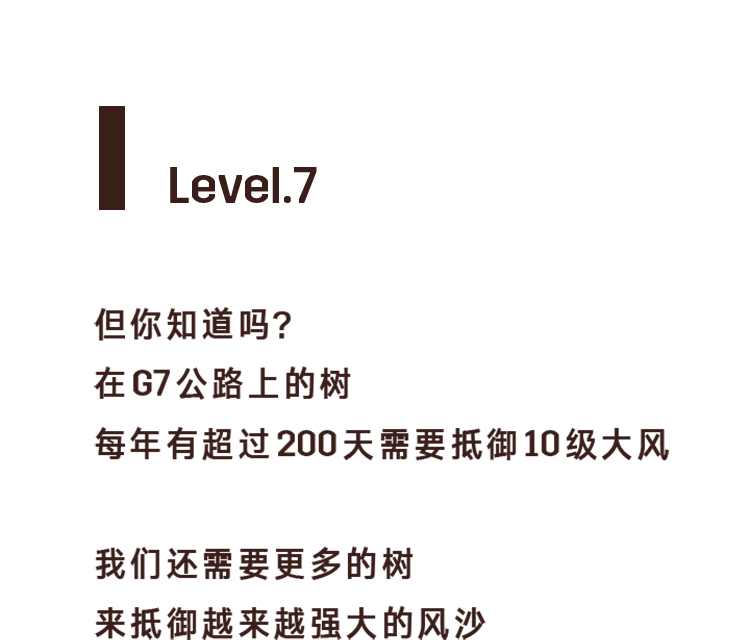 Level.7
但你知道吗?
在G7公路上的树
每年有超过200天需要抵御10级大风
我们还需要更多的树
来抵御越来越强大的风沙